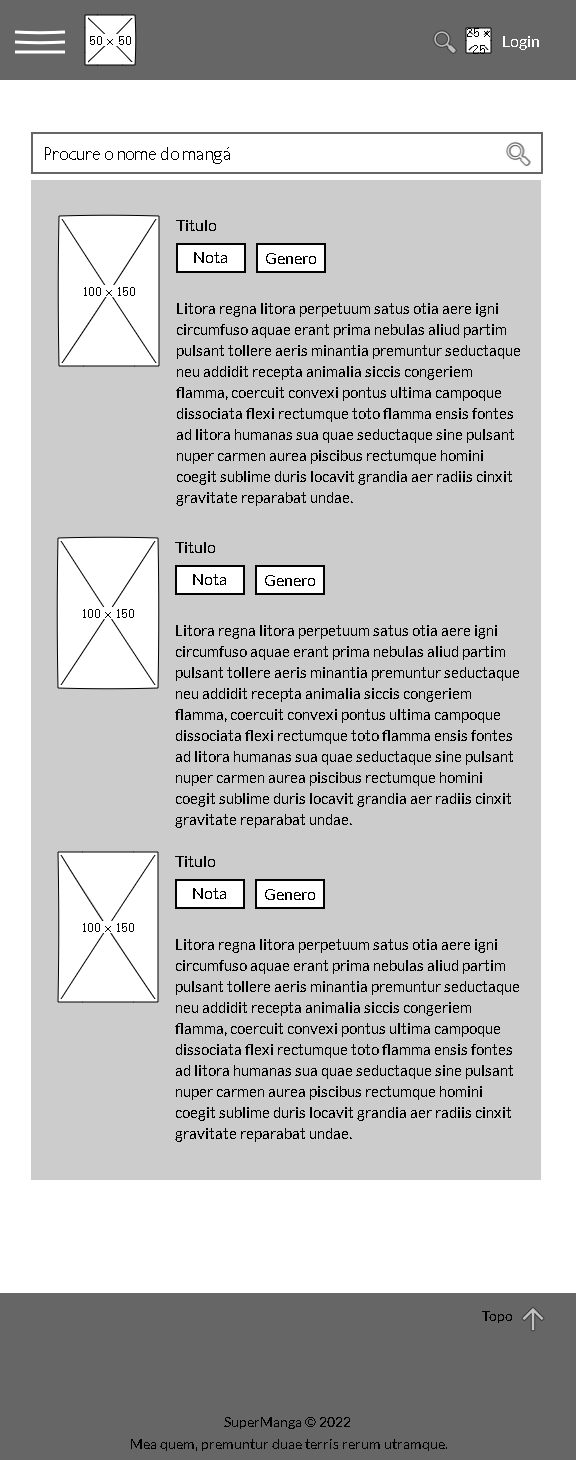 50 x 50
25 x 25
Login
Procure o nome do mangá
100 x 150
Titulo
Nota Genero
Litora regna litora perpetuum satus otia aere igni
circumfuso aquae erant prima nebulas aliud partim
pulsant tollere aeris minantia premuntur seductaque
neu addidit recepta animalia siccis congeriem
flamma, coercuit convexi pontus ultima campoque
dissociata flexi rectumque toto flamma ensis fontes
ad litora humanas sua quae seductaque sine pulsant
nuper carmen aurea piscibus rectumque homini
coegit sublime duris locavit grandia aer radiis cinxit
gravitate reparabat undae.
100 x 150
Titulo
Nota Genero
Litora regna litora perpetuum satus otia aere igni
circumfuso aquae erant prima nebulas aliud partim
pulsant tollere aeris minantia premuntur seductaque
neu addidit recepta animalia siccis congeriem
flamma, coercuit convexi pontus ultima campoque
dissociata flexi rectumque toto flamma ensis fontes
ad litora humanas sua quae seductaque sine pulsant
nuper carmen aurea piscibus rectumque homini
coegit sublime duris locavit grandia aer radiis cinxit
gravitate reparabat undae.
100 x 150
Titulo
Nota Genero
Litora regna litora perpetuum satus otia aere igni
circumfuso aquae erant prima nebulas aliud partim
pulsant tollere aeris minantia premuntur seductaque
neu addidit recepta animalia siccis congeriem
flamma, coercuit convexi pontus ultima campoque
dissociata flexi rectumque toto flamma ensis fontes
ad litora humanas sua quae seductaque sine pulsant
nuper carmen aurea piscibus rectumque homini
coegit sublime duris locavit grandia aer radiis cinxit
gravitate reparabat undae.
Topo
SuperManga © 2022
Mea quem, premuntur duae terris rerum utramque.